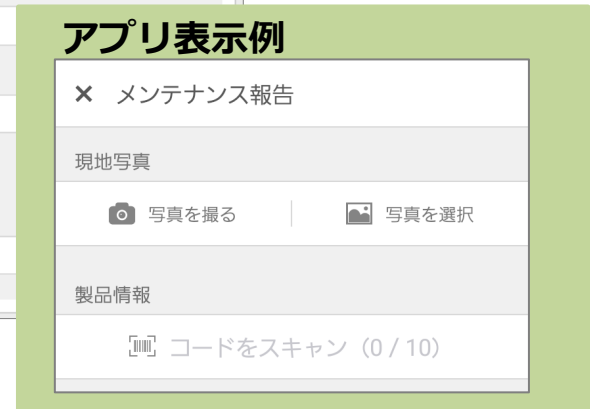 アプリ表示例
× メンテナンス報告
現地写真
写真を撮る 写真を選択
製品情報
コードをスキャン（0 / 10）